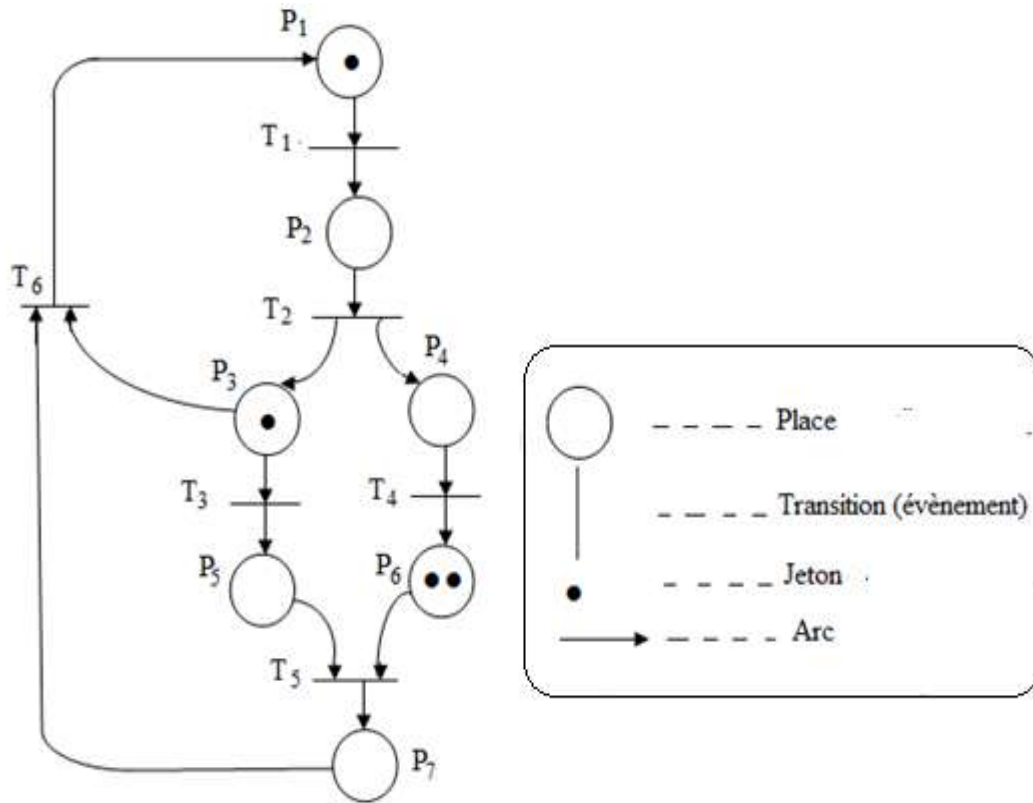 P1
T1
P2
T6
T2
P4
P3
T3
T4
P5
P6
T5
P7
Place
Transition (évènement)
Jeton
Arc